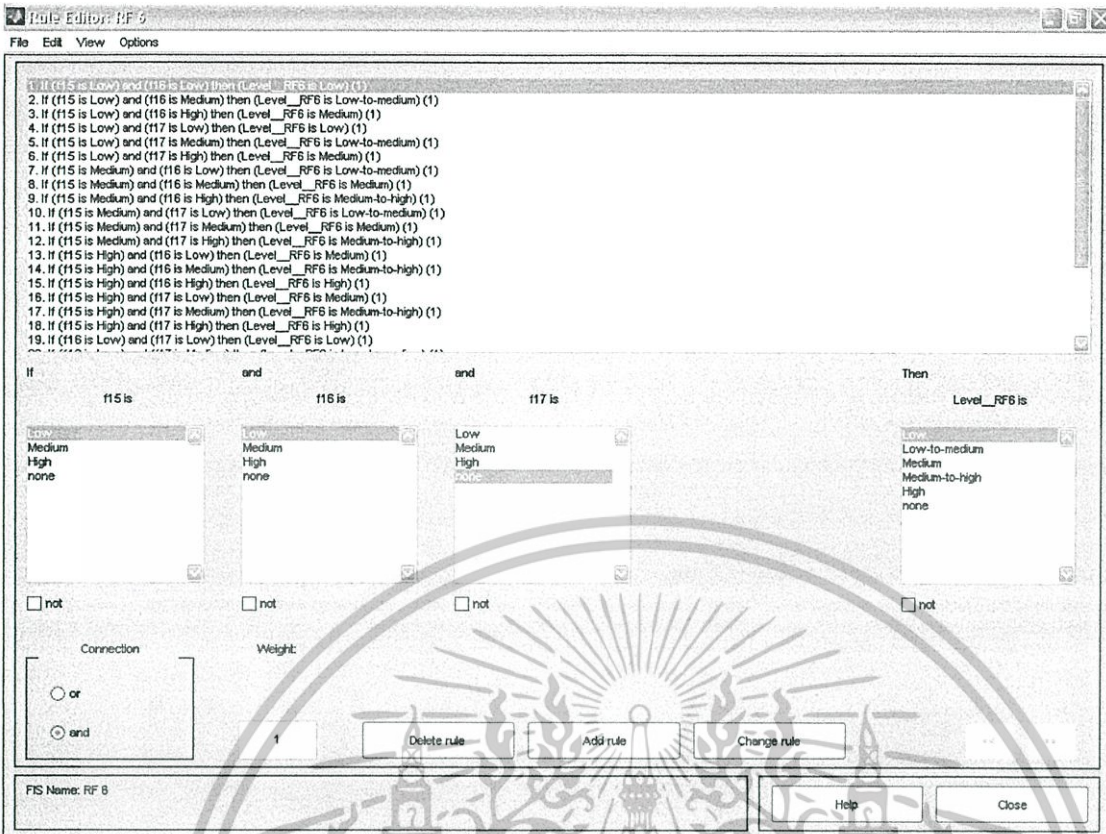 Rule Editor: RF 6
File Edit View Options
1. If (f15 is Low) and (f16 is Low) then (Level__RF6 is Low) (1)
2. If (f15 is Low) and (f16 is Medium) then (Level__RF6 is Low-to-medium) (1)
3. If (f15 is Low) and (f16 is High) then (Level__RF6 is Medium) (1)
4. If (f15 is Low) and (f17 is Low) then (Level__RF6 is Low) (1)
5. If (f15 is Low) and (f17 is Medium) then (Level__RF6 is Low-to-medium) (1)
6. If (f15 is Low) and (f17 is High) then (Level__RF6 is Medium) (1)
7. If (f15 is Medium) and (f16 is Low) then (Level__RF6 is Low-to-medium) (1)
8. If (f15 is Medium) and (f16 is Medium) then (Level__RF6 is Medium) (1)
9. If (f15 is Medium) and (f16 is High) then (Level__RF6 is Medium-to-high) (1)
10. If (f15 is Medium) and (f17 is Low) then (Level__RF6 is Low-to-medium) (1)
11. If (f15 is Medium) and (f17 is Medium) then (Level__RF6 is Medium) (1)
12. If (f15 is Medium) and (f17 is High) then (Level__RF6 is Medium-to-high) (1)
13. If (f15 is High) and (f16 is Low) then (Level__RF6 is Medium) (1)
14. If (f15 is High) and (f16 is Medium) then (Level__RF6 is Medium-to-high) (1)
15. If (f15 is High) and (f16 is High) then (Level__RF6 is High) (1)
16. If (f15 is High) and (f17 is Low) then (Level__RF6 is Medium) (1)
17. If (f15 is High) and (f17 is Medium) then (Level__RF6 is Medium-to-high) (1)
18. If (f15 is High) and (f17 is High) then (Level__RF6 is High) (1)
19. If (f16 is Low) and (f17 is Low) then (Level__RF6 is Low) (1)
If and and Then
f15 is f16 is f17 is Level__RF6 is
Low Low Low Low
Medium Medium Medium Low-to-medium
High High High Medium
none none none Medium-to-high
High
none
not not not not
Connection Weight:
or
and 1 Delete rule Add rule Change rule << >>
FIS Name: RF 6 Help Close